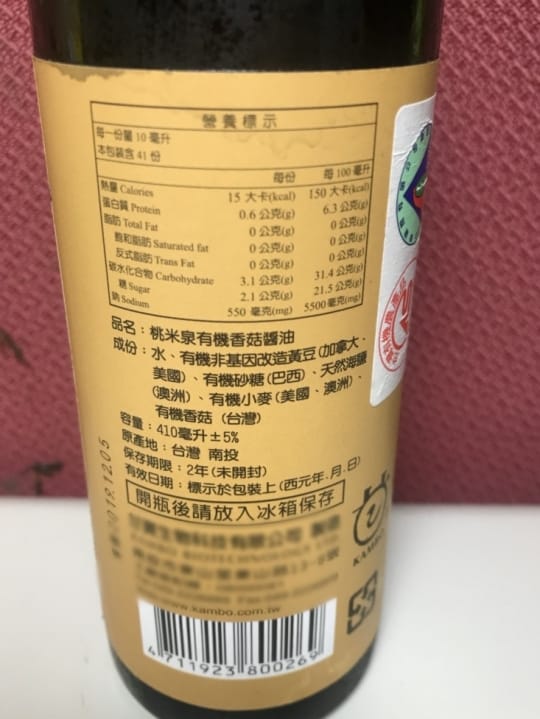 營養標示
每一份量 10 毫升
本包裝含 41 份
每份 每 100 毫升
熱量 Calories 15 大卡(kcal) 150 大卡(kcal)
蛋白質 Protein 0.6 公克(g) 6.3 公克(g)
脂肪 Total Fat 0 公克(g) 0 公克(g)
飽和脂肪 Saturated fat 0 公克(g) 0 公克(g)
反式脂肪 Trans Fat 0 公克(g) 0 公克(g)
碳水化合物 Carbohydrate 3.1 公克(g) 31.4 公克(g)
糖 Sugar 2.1 公克(g) 21.5 公克(g)
鈉 Sodium 550 毫克(mg) 5500 毫克(mg)
品名：桃米泉有機香菇醬油
成份：水、有機非基因改造黃豆(加拿大、
美國)、有機砂糖(巴西)、天然海鹽
(澳洲)、有機小麥(美國、澳洲)、
有機香菇 (台灣)
容量：410毫升±5%
原產地：台灣 南投
保存期限：2年(未開封)
有效日期：標示於包裝上(西元年.月.日)
開瓶後請放入冰箱保存
www.kambo.com.tw
4 711923 800269
KAMBO
2019.12.05